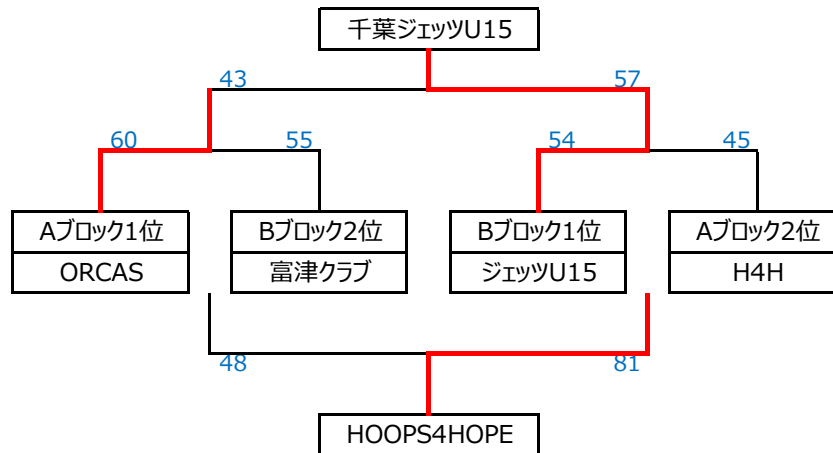 千葉ジェッツU15
43
57
60
55
54
45
Aブロック1位
Bブロック2位
Bブロック1位
Aブロック2位
ORCAS
富津クラブ
ジェッツU15
H4H
48
81
HOOPS4HOPE